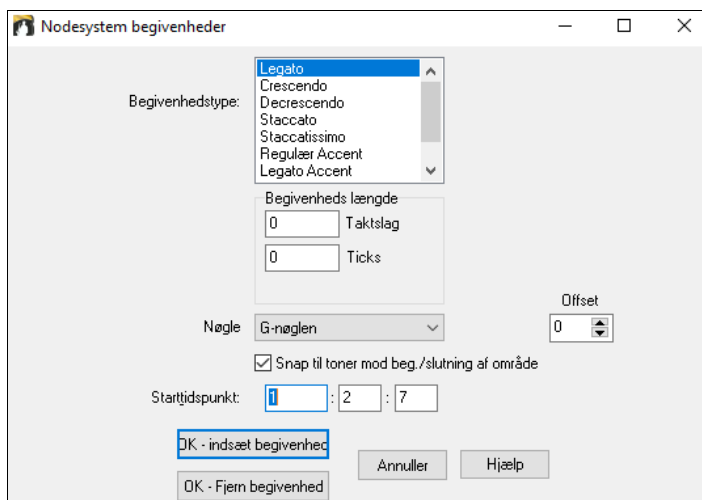 Nodesystem begivenheder
Begivenhedstype:
Legato
Crescendo
Decrescendo
Staccato
Staccatissimo
Regulær Accent
Legato Accent
Begivenheds længde
0 Taktslag
0 Ticks
Offset
Nøgle G-nøglen 0
Snap til toner mod beg./slutning af område
Starttidspunkt: 1 : 2 : 7
OK - indsæt begivenhed
Annuller Hjælp
OK - Fjern begivenhed